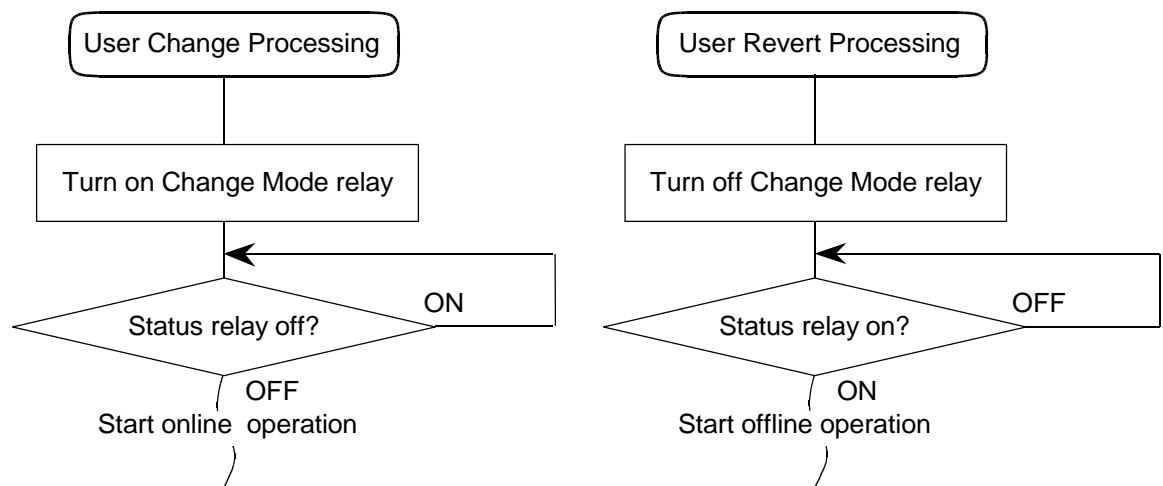 User Change Processing
Turn on Change Mode relay
ON
Status relay off?
OFF
Start online operation
User Revert Processing
Turn off Change Mode relay
OFF
Status relay on?
ON
Start offline operation